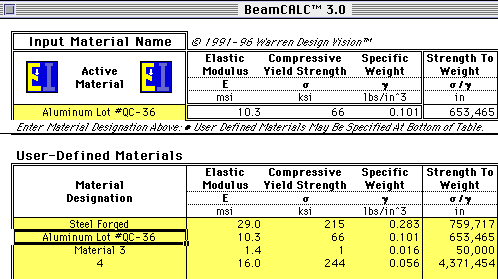 BeamCALC™ 3.0
Input Material Name © 1991-96 Warren Design Vision™
Active Material
Elastic Modulus Compressive Yield Strength Specific Weight Strength To Weight
E σ γ σ/γ
msi ksi lbs/in^3 in
Aluminum Lot #QC-36 10.3 66 0.101 653,465
Enter Material Designation Above: ● User Defined Materials May Be Specified At Bottom of Table.
User-Defined Materials
Material Designation
Elastic Modulus Compressive Yield Strength Specific Weight Strength To Weight
E σ γ σ/γ
msi ksi lbs/in^3 in
Steel Forged 29.0 215 0.283 759,717
Aluminum Lot #QC-36 10.3 66 0.101 653,465
Material 3 1.4 1 0.016 50,000
4 16.0 244 0.056 4,371,454